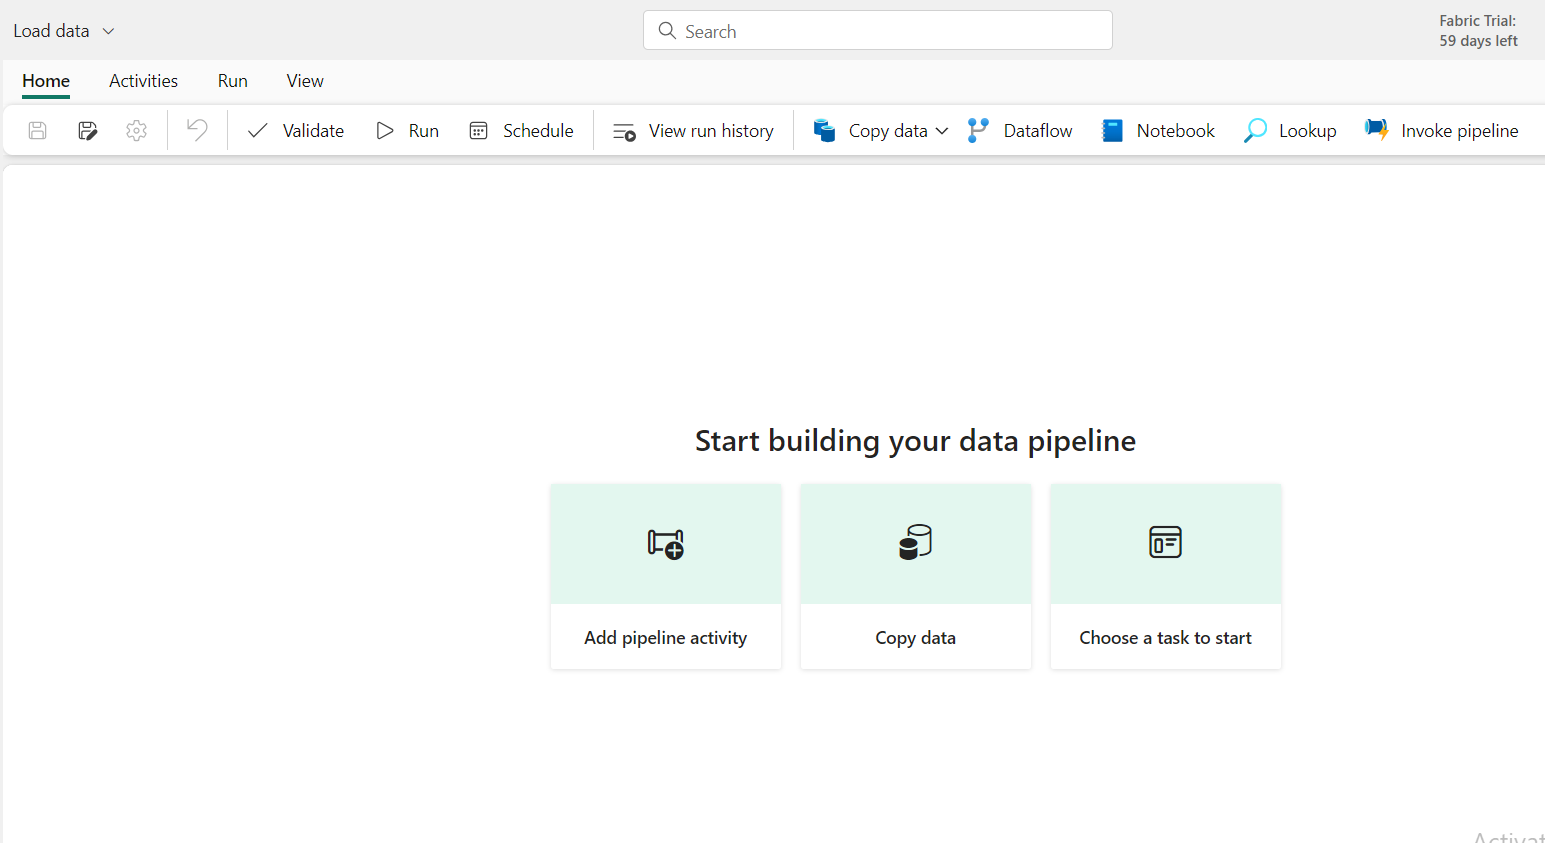 Load data
Search
Fabric Trial:
59 days left
Home Activities Run View
Validate Run Schedule View run history Copy data Dataflow Notebook Lookup Invoke pipeline
Start building your data pipeline
Add pipeline activity Copy data Choose a task to start